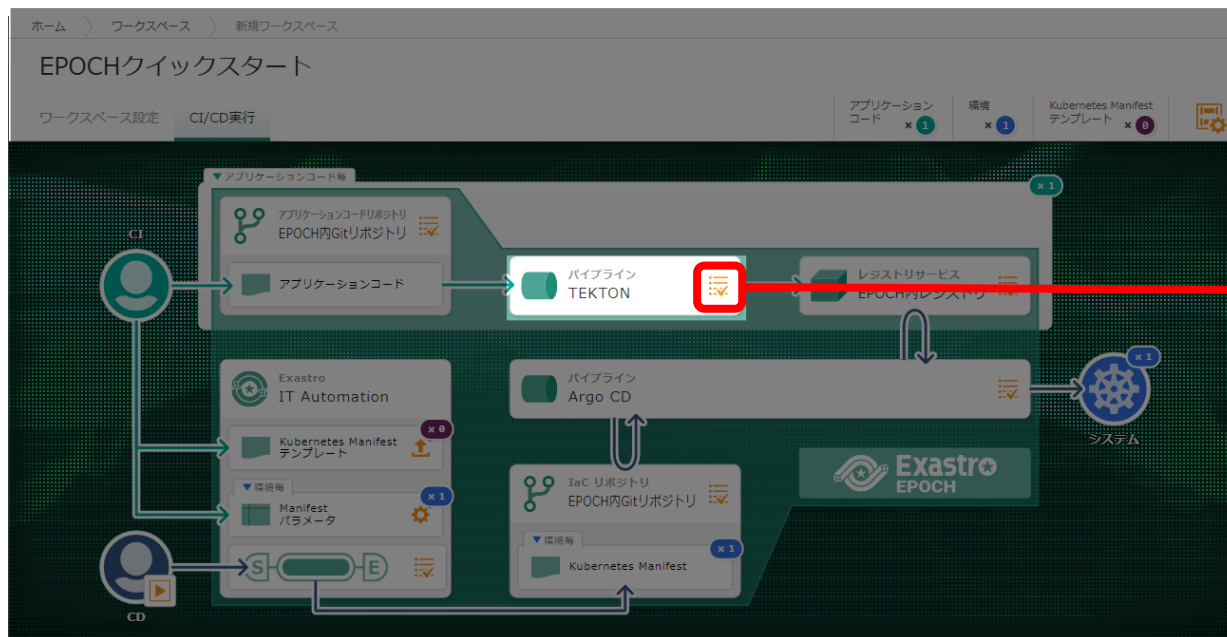 ホーム 〉 ワークスペース 〉 新規ワークスペース
EPOCHクイックスタート
ワークスペース設定 CI/CD実行
アプリケーション
コード ×1
環境
×1
Kubernetes Manifest
テンプレート ×0
▼アプリケーションコード毎
×1
CI
アプリケーションコードリポジトリ
EPOCH内Gitリポジトリ
アプリケーションコード
パイプライン
TEKTON
レジストリサービス
EPOCH内レジストリ
Exastro
IT Automation
Kubernetes Manifest
テンプレート
×0
▼環境毎
Manifest
パラメータ
×1
S E
CD
パイプライン
Argo CD
IaC リポジトリ
EPOCH内Gitリポジトリ
▼環境毎
×1
Kubernetes Manifest
×1
システム
Exastro
EPOCH